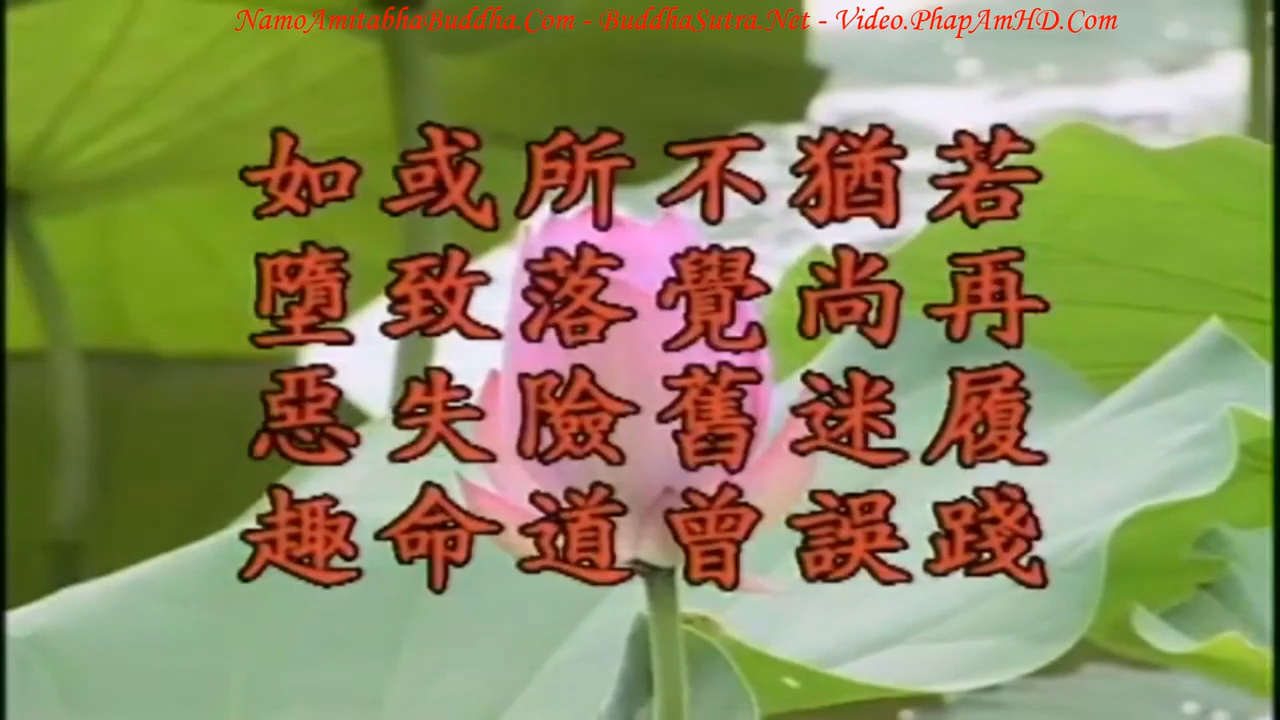 NamoAmitabhaBuddha.Com - BuddhaSutra.Net - Video.PhapAmHD.Com
若再履踐
猶尚迷誤
不覺舊曾
所落險道
或致失命
如墮惡趣